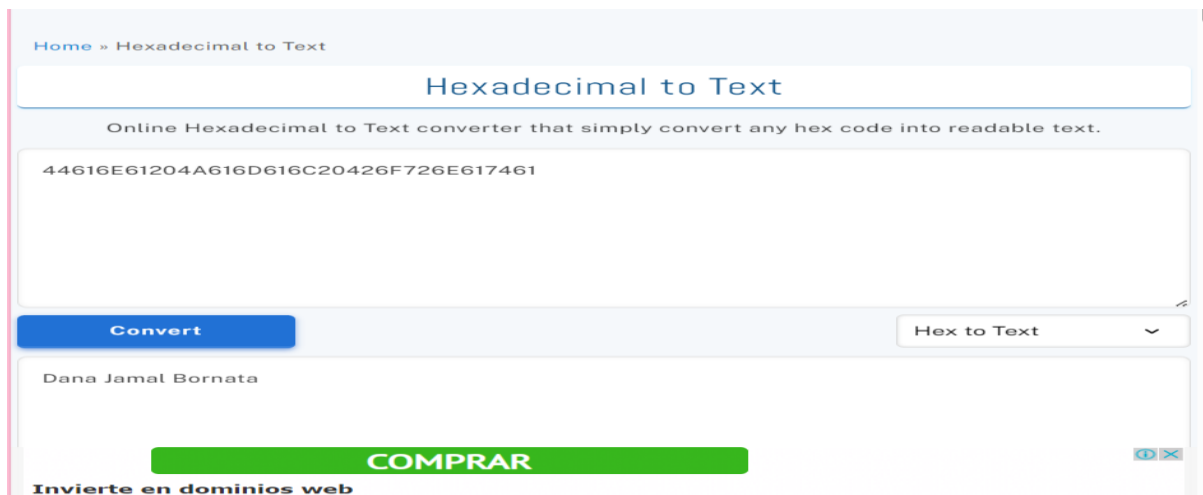 Home » Hexadecimal to Text
Hexadecimal to Text
Online Hexadecimal to Text converter that simply convert any hex code into readable text.
44616E61204A616D616C20426F726E617461
Convert
Hex to Text
Dana Jamal Bornata
COMPRAR
Invierte en dominios web